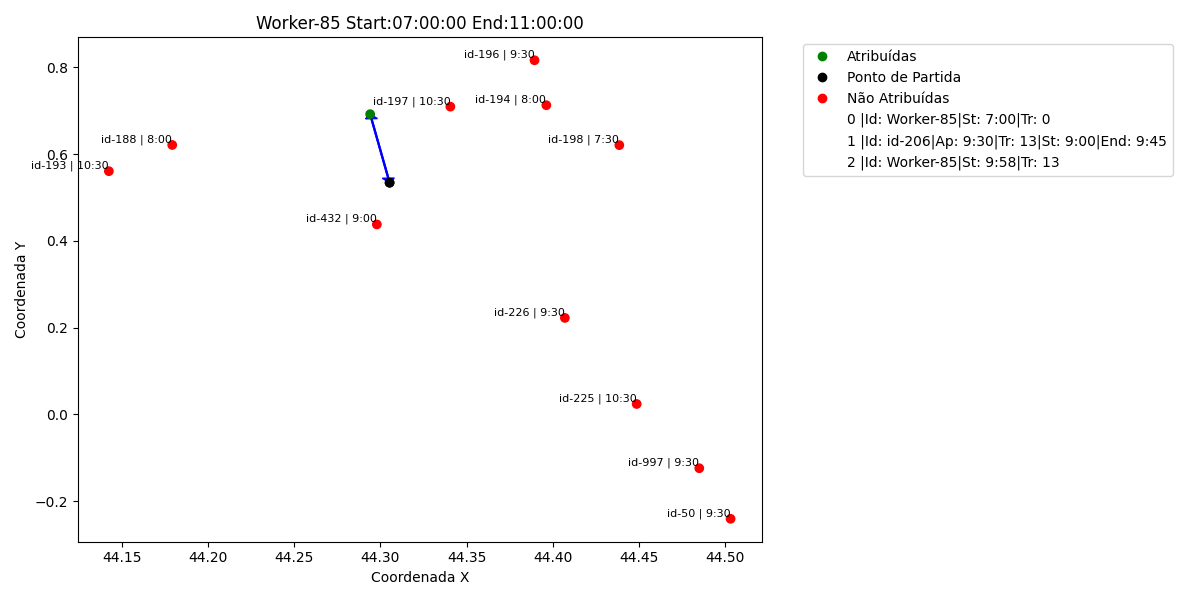 Worker-85 Start:07:00:00 End:11:00:00
Coordenada Y
0.8
0.6
0.4
0.2
0.0
−0.2
id-196 | 9:30
id-197 | 10:30
id-194 | 8:00
id-188 | 8:00
id-198 | 7:30
id-193 | 10:30
id-432 | 9:00
id-226 | 9:30
id-225 | 10:30
id-997 | 9:30
id-50 | 9:30
44.15
44.20
44.25
44.30
44.35
44.40
44.45
44.50
Coordenada X
Atribuídas
Ponto de Partida
Não Atribuídas
0 |Id: Worker-85|St: 7:00|Tr: 0
1 |Id: id-206|Ap: 9:30|Tr: 13|St: 9:00|End: 9:45
2 |Id: Worker-85|St: 9:58|Tr: 13